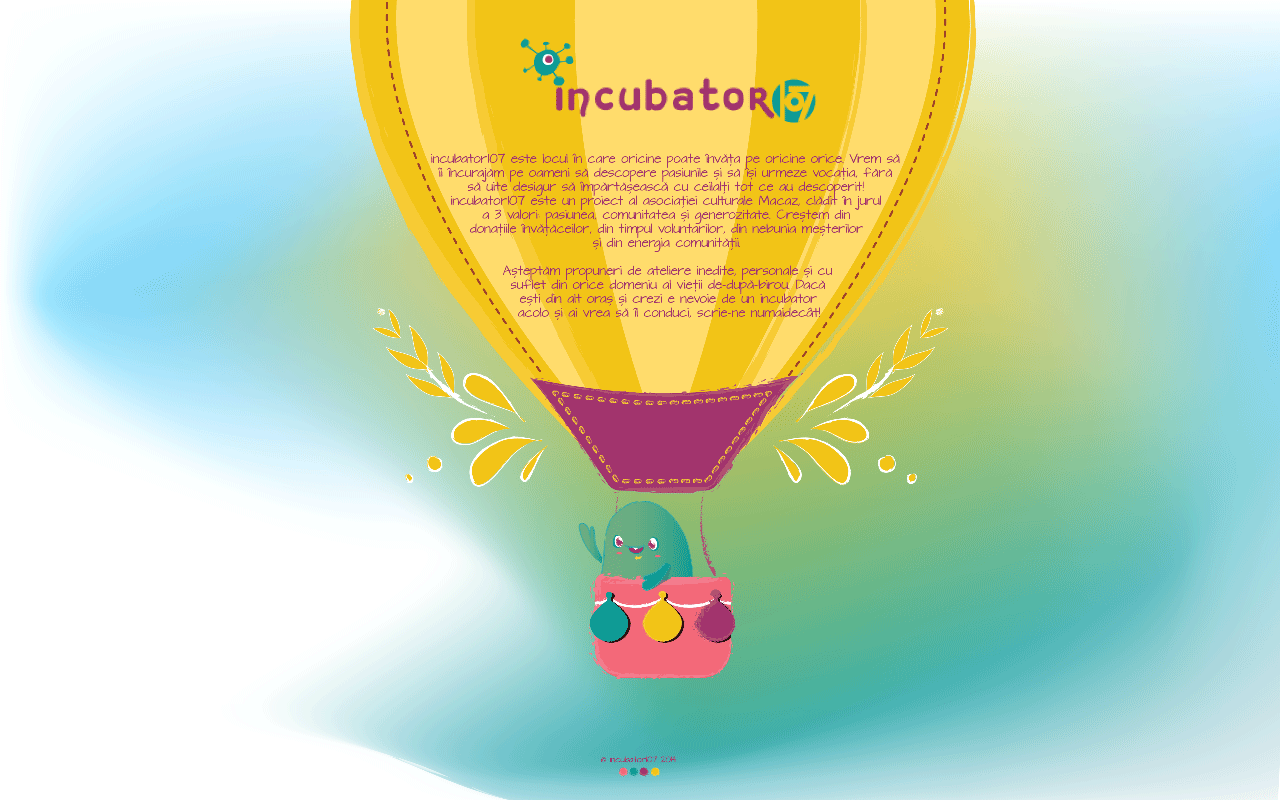 incubator107
incubator107 este locul în care oricine poate învăța pe oricine orice. Vrem să
îi încurajăm pe oameni să descopere pasiunile și să își urmeze vocația, fără
să uite desigur să împărtășească cu ceilalți tot ce au descoperit!
incubator107 este un proiect al asociației culturale Macaz, clădit în jurul
a 3 valori: pasiunea, comunitatea și generozitate. Creștem din
donațiile învățăceilor, din timpul voluntarilor, din nebunia meșterilor
și din energia comunității.
Așteptăm propuneri de ateliere inedite, personale și cu
suflet din orice domeniu al vieții de-după-birou. Dacă
ești din alt oraș și crezi e nevoie de un incubator
acolo și ai vrea să îl conduci, scrie-ne numaidecât!
© incubator107